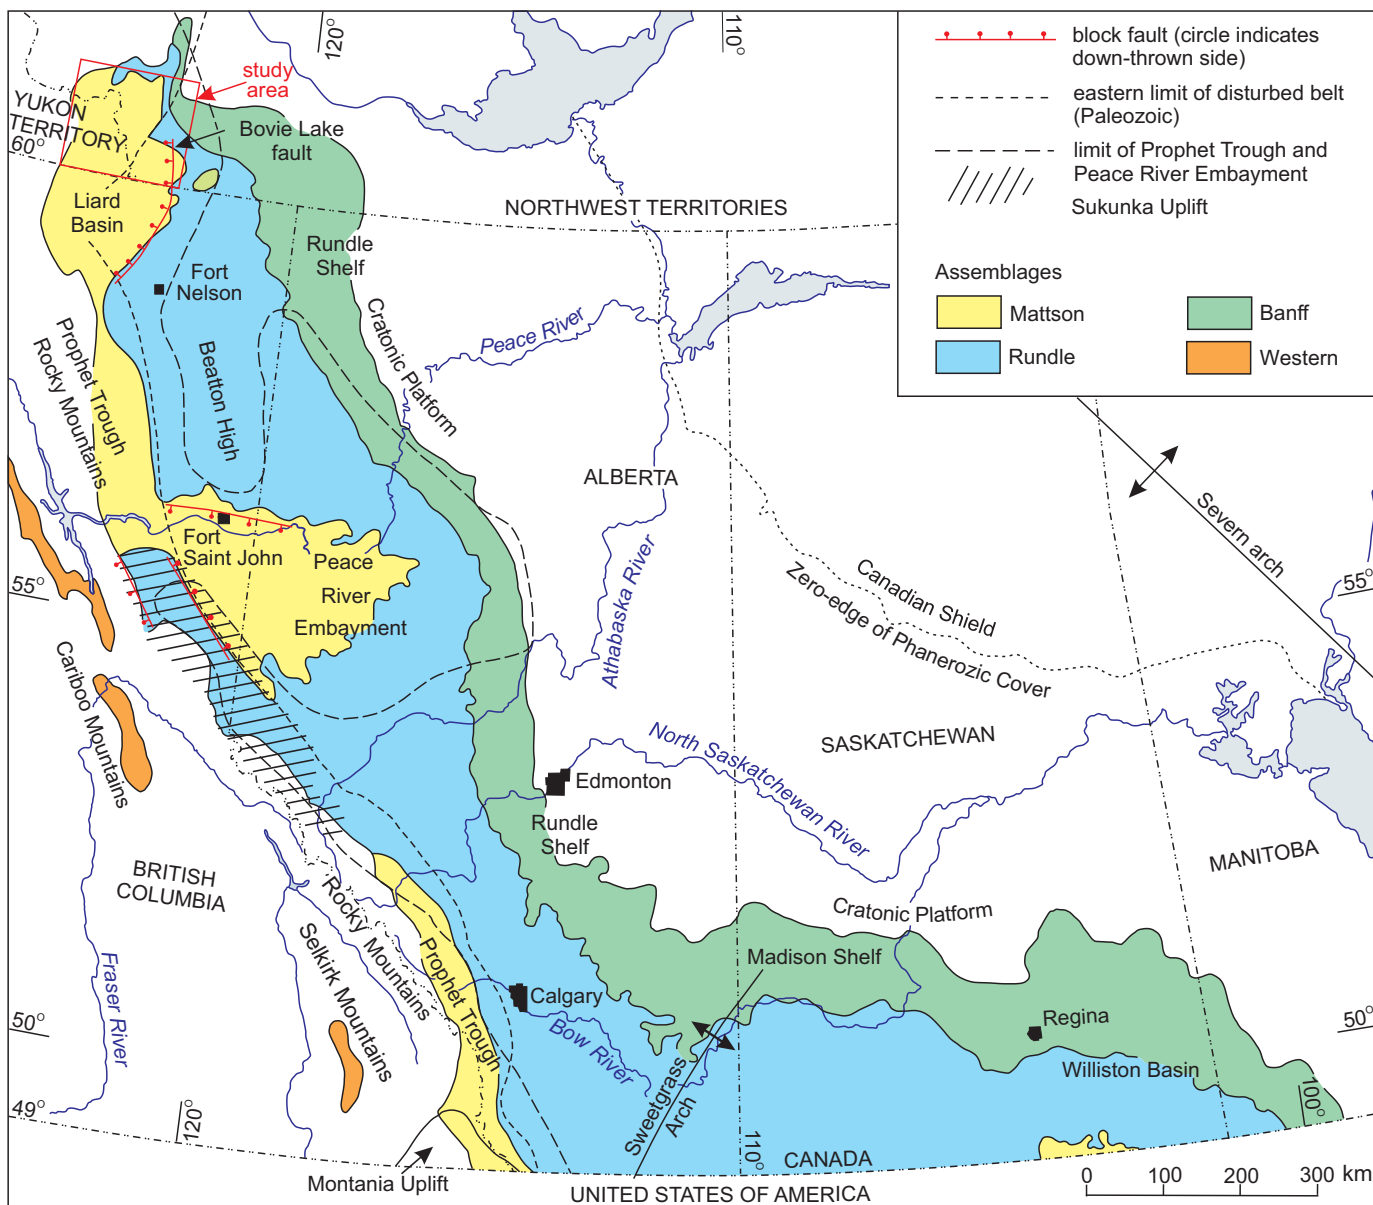 120°
110°
block fault (circle indicates
down-thrown side)
eastern limit of disturbed belt
(Paleozoic)
limit of Prophet Trough and
Peace River Embayment
Sukunka Uplift
Assemblages
Mattson
Banff
Rundle
Western
study
area
YUKON
TERRITORY
60°
Bovie Lake
fault
Liard
Basin
NORTHWEST TERRITORIES
Rundle
Shelf
Fort
Nelson
Peace River
Cratonic Platform
Prophet Trough
Rocky Mountains
Beatton High
ALBERTA
Severn arch
Fort
Saint John
Peace
River
Embayment
55°
55°
Athabaska River
Canadian Shield
Zero-edge of Phanerozic Cover
Cariboo Mountains
North Saskatchewan River
SASKATCHEWAN
Edmonton
Rundle
Shelf
MANITOBA
BRITISH
COLUMBIA
Rocky Mountains
Cratonic Platform
Selkirk Mountains
Prophet Trough
Madison Shelf
Fraser River
Calgary
Bow River
Regina
50°
50°
Williston Basin
Sweetgrass
Arch
49°
120°
110°
100°
CANADA
Montania Uplift
UNITED STATES OF AMERICA
0 100 200 300 km